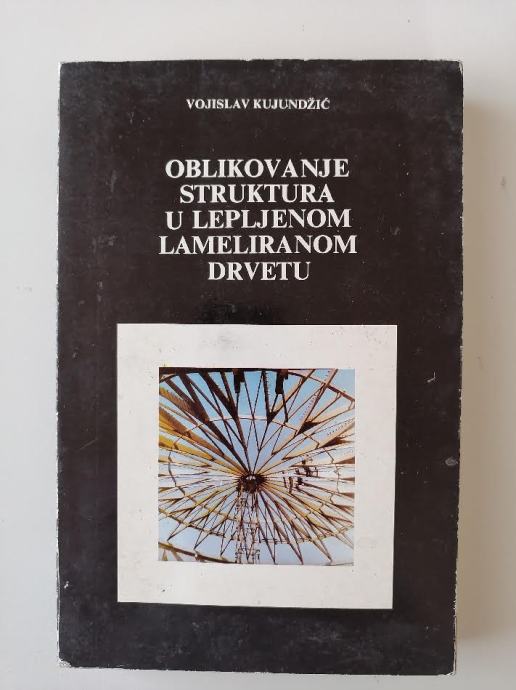 VOJISLAV KUJUNDŽIĆ
OBLIKOVANJE
STRUKTURA
U LEPLJENOM
LAMELIRANOM
DRVETU